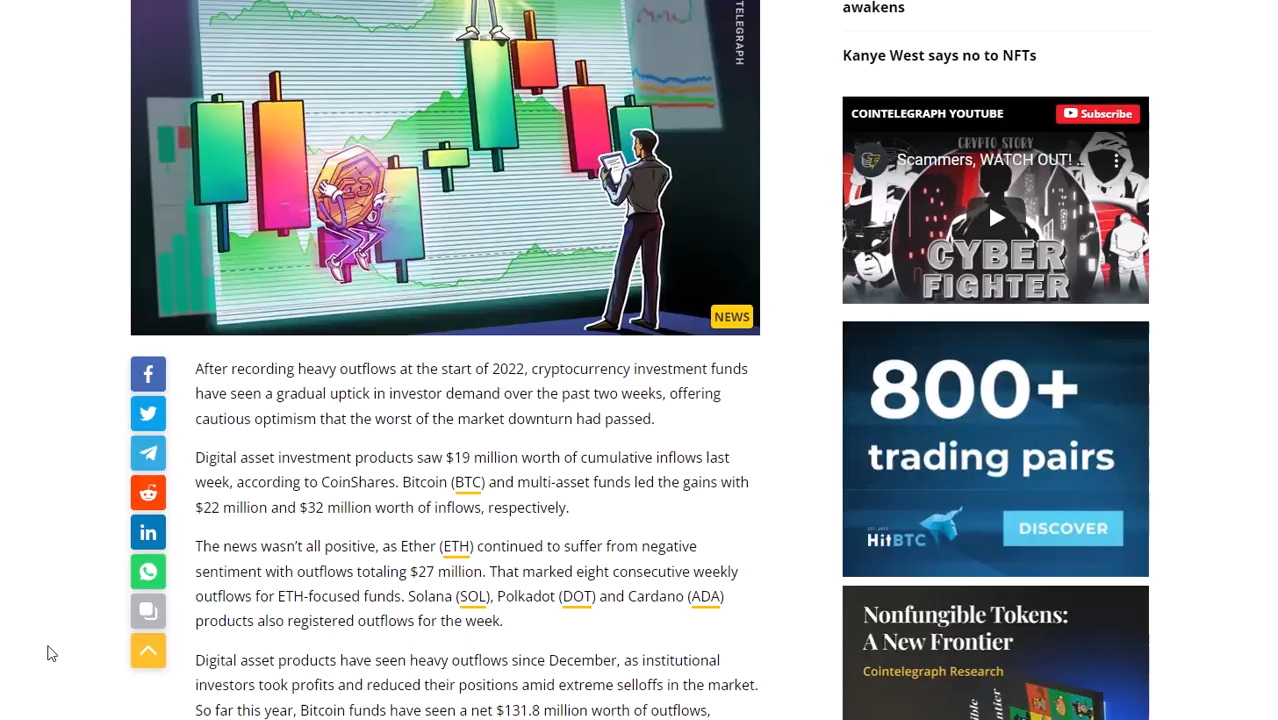 TELEGRAPH
NEWS
After recording heavy outflows at the start of 2022, cryptocurrency investment funds
have seen a gradual uptick in investor demand over the past two weeks, offering
cautious optimism that the worst of the market downturn had passed.
Digital asset investment products saw $19 million worth of cumulative inflows last
week, according to CoinShares. Bitcoin (BTC) and multi-asset funds led the gains with
$22 million and $32 million worth of inflows, respectively.
The news wasn’t all positive, as Ether (ETH) continued to suffer from negative
sentiment with outflows totaling $27 million. That marked eight consecutive weekly
outflows for ETH-focused funds. Solana (SOL), Polkadot (DOT) and Cardano (ADA)
products also registered outflows for the week.
Digital asset products have seen heavy outflows since December, as institutional
investors took profits and reduced their positions amid extreme selloffs in the market.
So far this year, Bitcoin funds have seen a net $131.8 million worth of outflows,
awakens
Kanye West says no to NFTs
COINTELEGRAPH YOUTUBE
Subscribe
CRYPTO STORY
Scammers, WATCH OUT! ...
CYBER
FIGHTER
800+
trading pairs
HitBTC
DISCOVER
Nonfungible Tokens:
A New Frontier
Cointelegraph Research